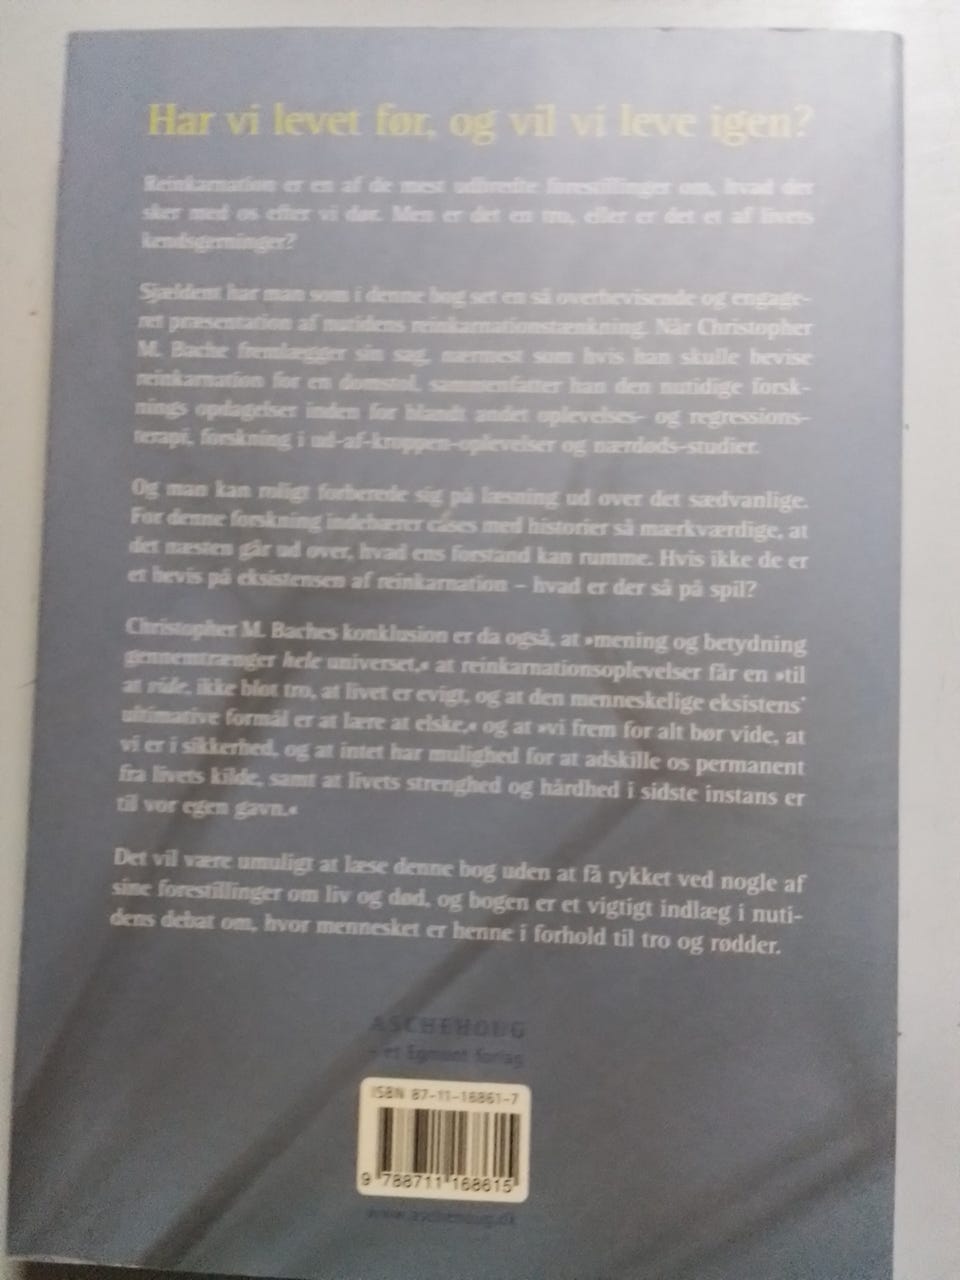 Har vi levet før, og vil vi leve igen?
Reinkarnation er en af de mest udbredte forestillinger om, hvad der
sker med os efter vi dør. Men er det en tro, eller er det et af livets
kendsgerninger?
Sjældent har man som i denne bog set en så overbevisende og engage-
ret præsentation af nutidens reinkarnationstænkning. Når Christopher
M. Bache fremlægger sin sag, nærmest som hvis han skulle bevise
reinkarnation for en domstol, sammenfatter han den nutidige forsk-
nings opdagelser inden for blandt andet oplevelses- og regressions-
terapi, forskning i ud-af-kroppen-oplevelser og nærdøds-studier.
Og man kan roligt forberede sig på læsning ud over det sædvanlige.
For denne forskning indebærer cases med historier så mærkværdige, at
det næsten går ud over, hvad ens forstand kan rumme. Hvis ikke de er
et bevis på eksistensen af reinkarnation – hvad er der så på spil?
Christopher M. Baches konklusion er da også, at »mening og betydning
gennemtrænger hele universet,« at reinkarnationsoplevelser får en »til
at vide, ikke blot tro, at livet er evigt, og at den menneskelige eksistens'
ultimative formål er at lære at elske,« og at »vi frem for alt bør vide, at
vi er i sikkerhed, og at intet har mulighed for at adskille os permanent
fra livets kilde, samt at livets strenghed og hårdhed i sidste instans er
til vor egen gavn.«
Det vil være umuligt at læse denne bog uden at få rykket ved nogle af
sine forestillinger om liv og død, og bogen er et vigtigt indlæg i nuti-
dens debat om, hvor mennesket er henne i forhold til tro og rødder.
ASCHEHOUG
– et Egmont forlag
ISBN 87-11-16861-7
9 788711 168615
www.aschehoug.dk